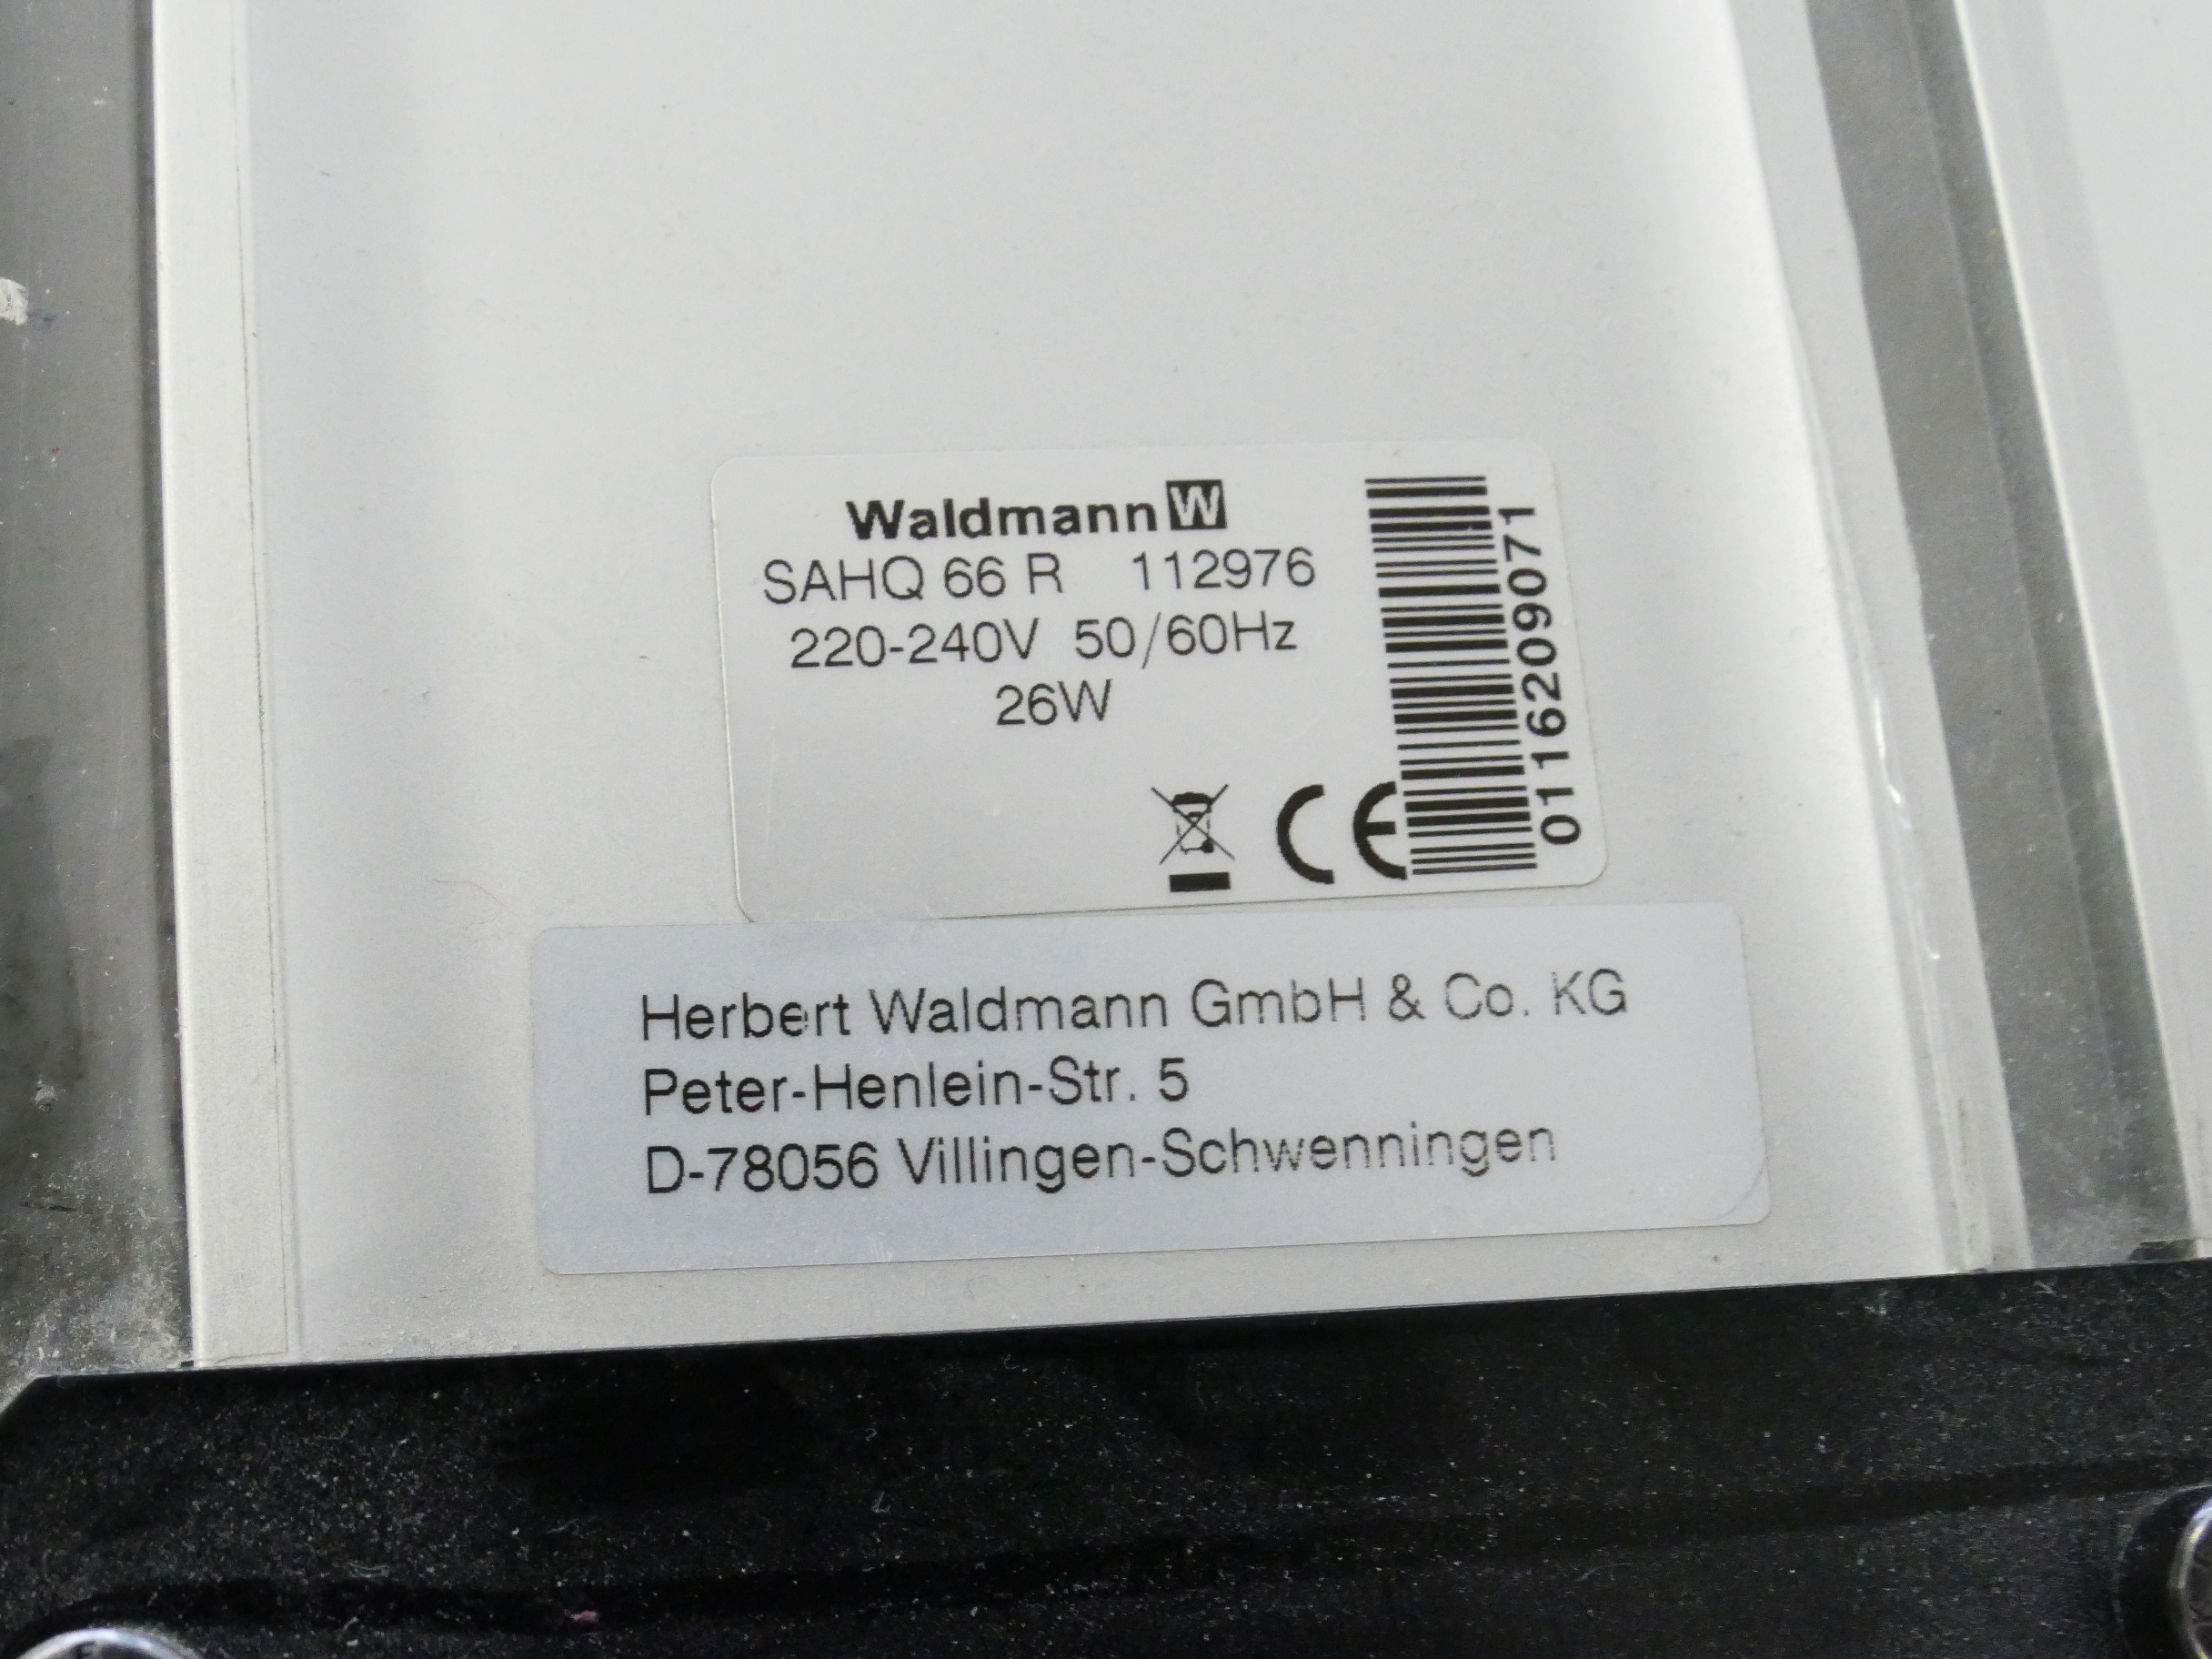 Waldmann W
SAHQ 66 R 112976
220-240V 50/60Hz
26W
CE
0116209071
Herbert Waldmann GmbH & Co. KG
Peter-Henlein-Str. 5
D-78056 Villingen-Schwenningen